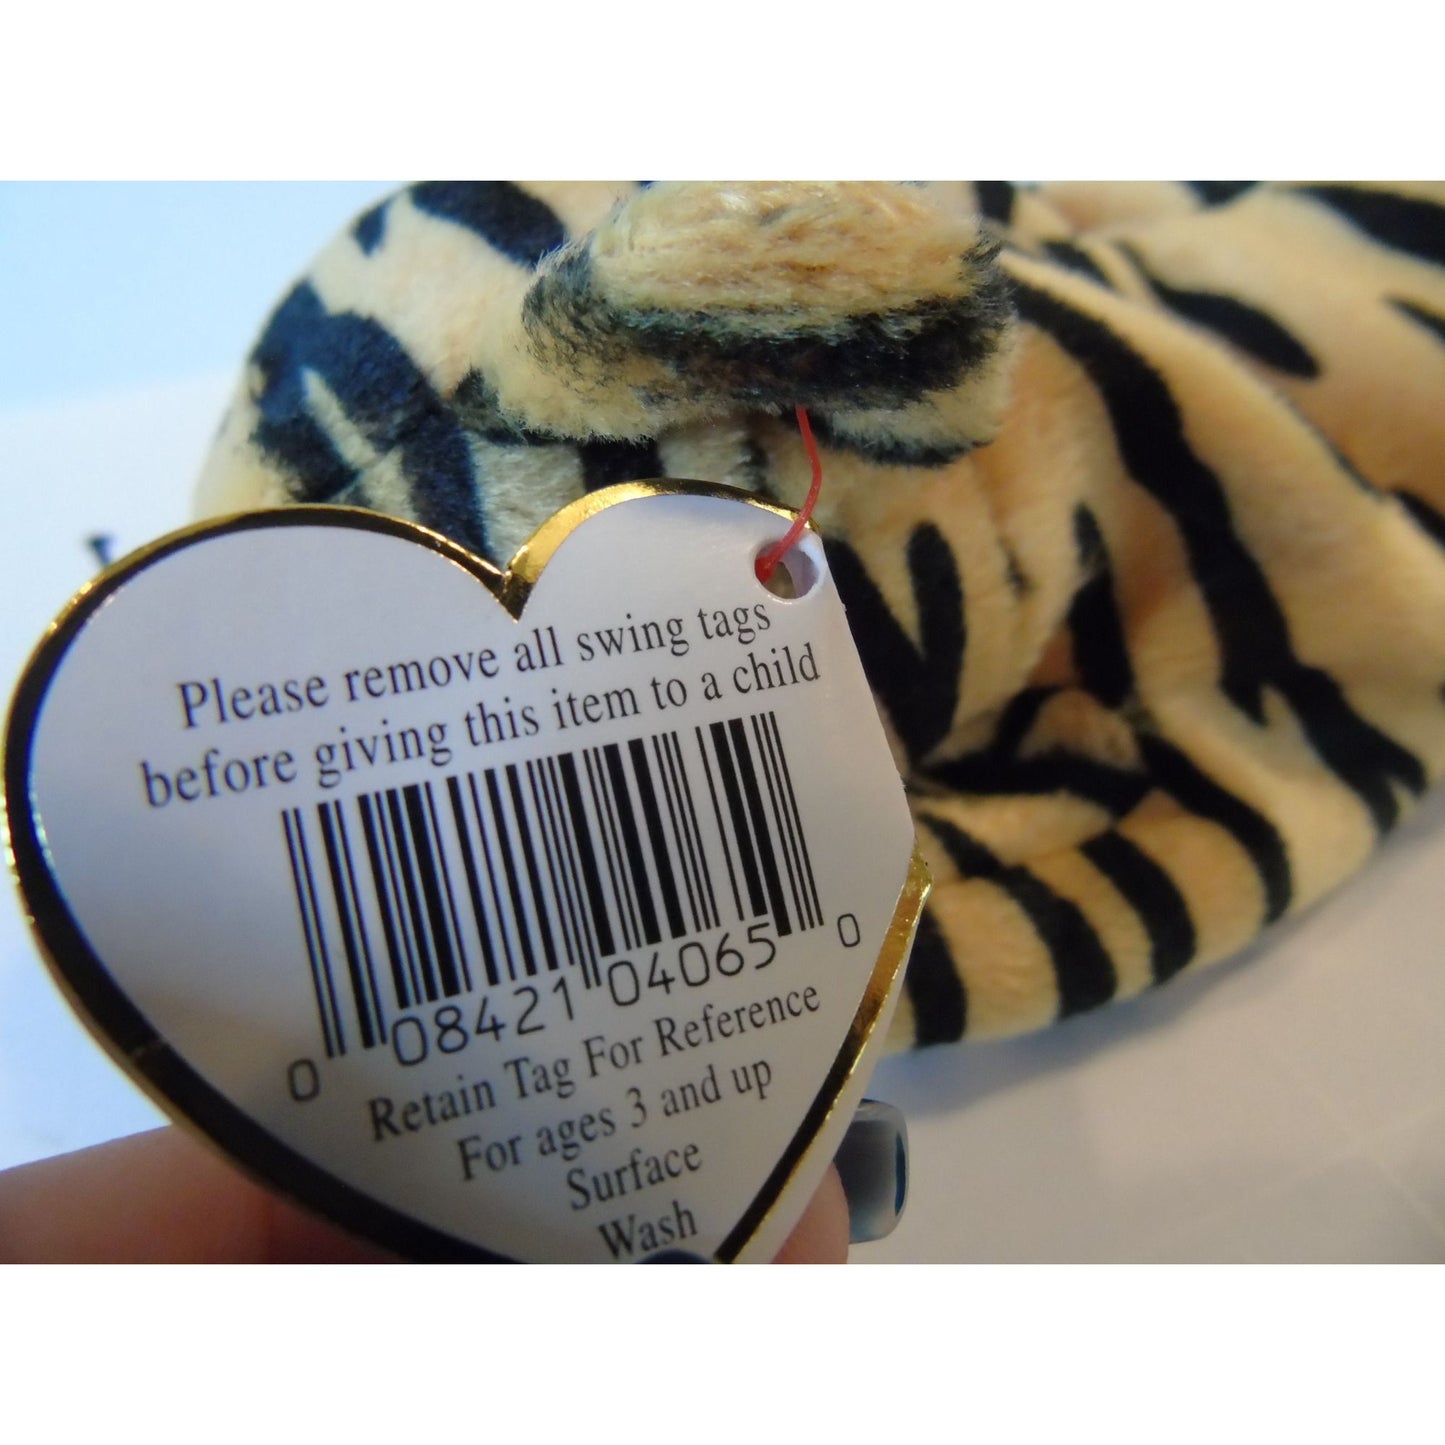 Please remove all swing tags
before giving this item to a child
0 08421 04065 0
Retain Tag For Reference
For ages 3 and up
Surface
Wash